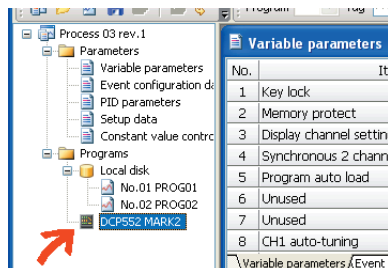 Process 03 rev.1
Parameters
Variable parameters
Event configuration da
PID parameters
Setup data
Constant value contro
Programs
Local disk
No.01 PROG01
No.02 PROG02
DCP552 MARK2
Variable parameters
No. It
1 Key lock
2 Memory protect
3 Display channel settin
4 Synchronous 2 chann
5 Program auto load
6 Unused
7 Unused
8 CH1 auto-tuning
Variable parameters Event